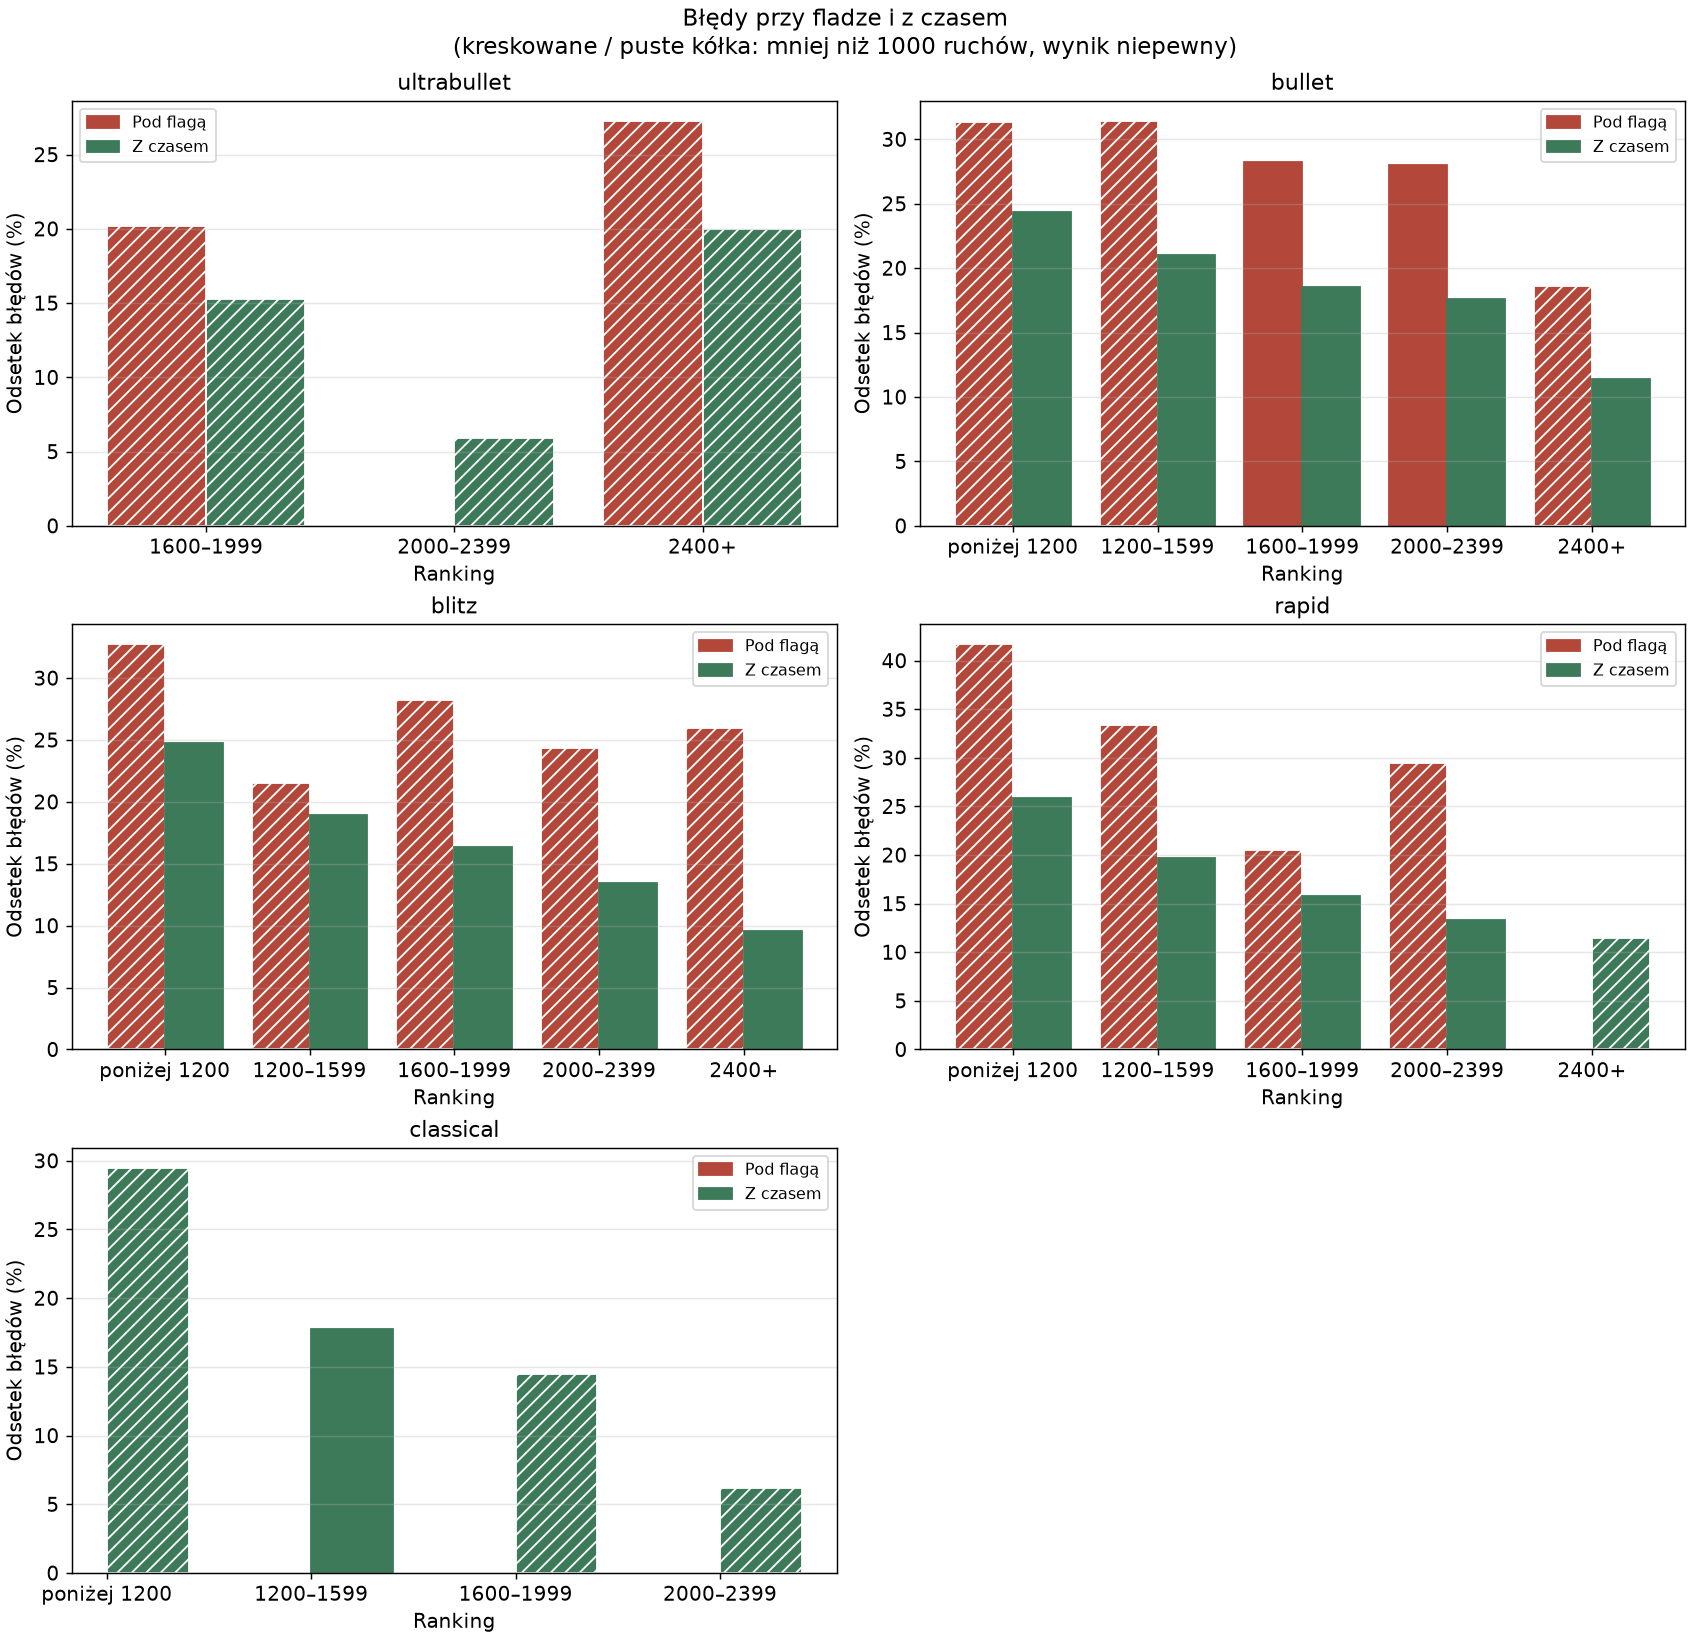 Błędy przy fladze i z czasem
(kreskowane / puste kółka: mniej niż 1000 ruchów, wynik niepewny)
ultrabullet
Pod flagą
Z czasem
Odsetek błędów (%)
25
20
15
10
5
0
1600–1999 2000–2399 2400+
Ranking
bullet
Pod flagą
Z czasem
Odsetek błędów (%)
30
25
20
15
10
5
0
poniżej 1200 1200–1599 1600–1999 2000–2399 2400+
Ranking
blitz
Pod flagą
Z czasem
Odsetek błędów (%)
30
25
20
15
10
5
0
poniżej 1200 1200–1599 1600–1999 2000–2399 2400+
Ranking
rapid
Pod flagą
Z czasem
Odsetek błędów (%)
40
35
30
25
20
15
10
5
0
poniżej 1200 1200–1599 1600–1999 2000–2399 2400+
Ranking
classical
Pod flagą
Z czasem
Odsetek błędów (%)
30
25
20
15
10
5
0
poniżej 1200 1200–1599 1600–1999 2000–2399
Ranking